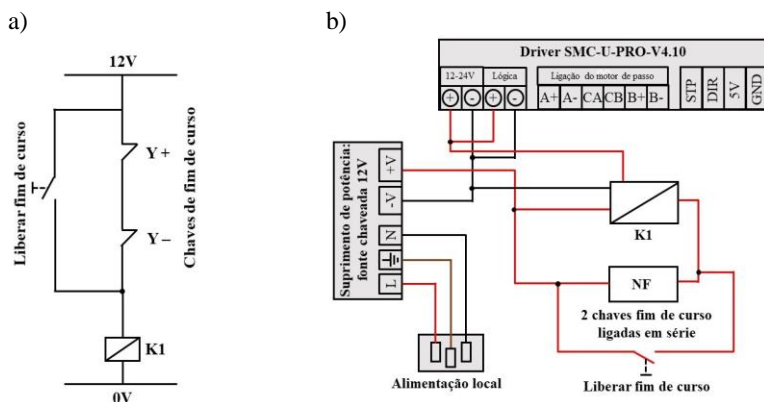 a)
12V
Liberar fim de curso
Y +
Y –
Chaves de fim de curso
K1
0V
b)
Driver SMC-U-PRO-V4.10
12-24V
Lógica
Ligação do motor de passo
+
-
+
-
A+
A-
CA
CB
B+
B-
STP
DIR
5V
GND
Suprimento de potência:
fonte chaveada 12V
+V
-V
N
L
K1
NF
2 chaves fim de curso
ligadas em série
Alimentação local
Liberar fim de curso